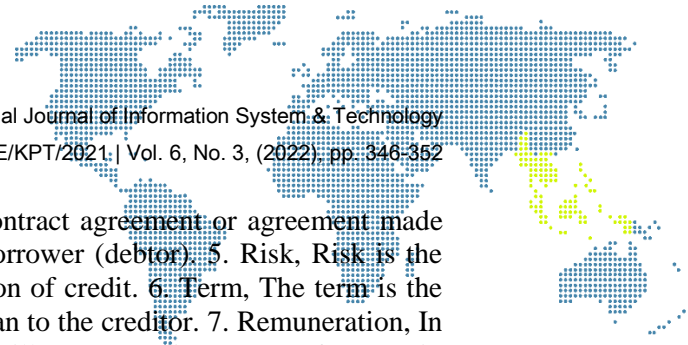 al Journal of Information System & Technology
E/KPT/2021 | Vol. 6, No. 3, (2022), pp. 346-352
ontract agreement or agreement made
orrower (debtor). 5. Risk, Risk is the
on of credit. 6. Term, The term is the
an to the creditor. 7. Remuneration, In